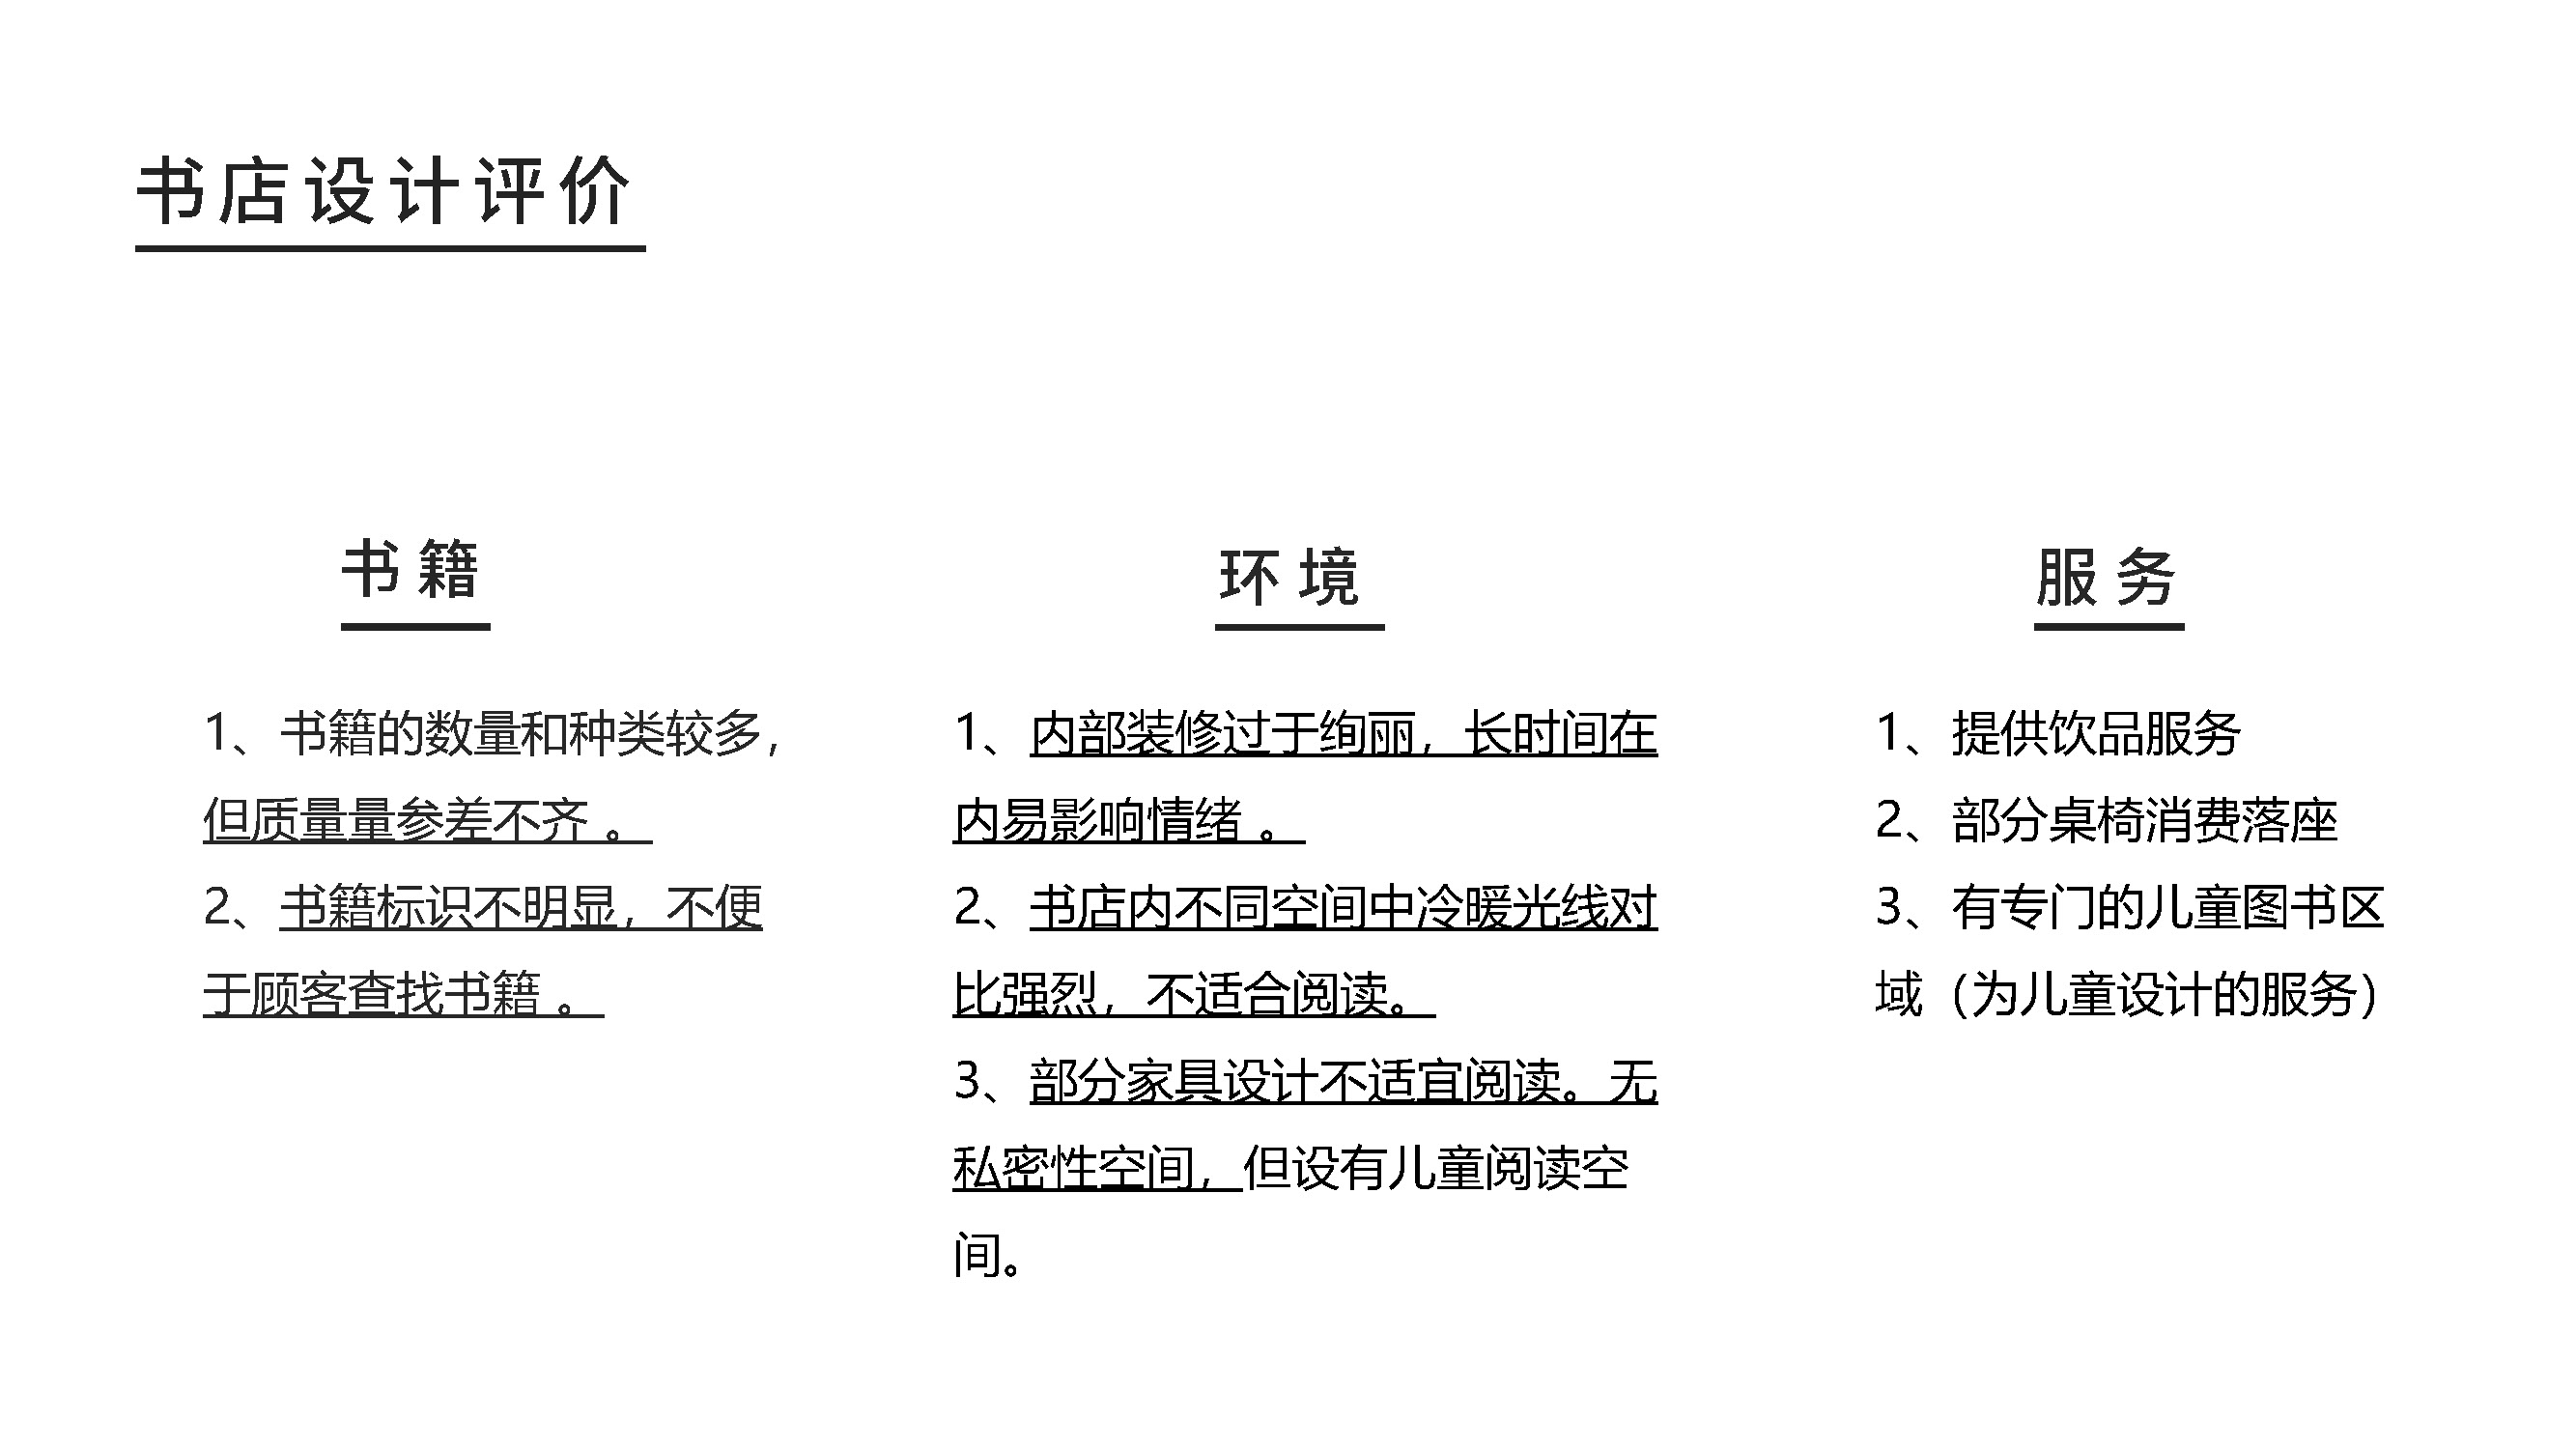 书店设计评价
书籍
1、书籍的数量和种类较多，
但质量量参差不齐 。
2、书籍标识不明显，不便
于顾客查找书籍 。
环境
1、内部装修过于绚丽，长时间在
内易影响情绪 。
2、书店内不同空间中冷暖光线对
比强烈，不适合阅读。
3、部分家具设计不适宜阅读。无
私密性空间，但设有儿童阅读空
间。
服务
1、提供饮品服务
2、部分桌椅消费落座
3、有专门的儿童图书区
域（为儿童设计的服务）